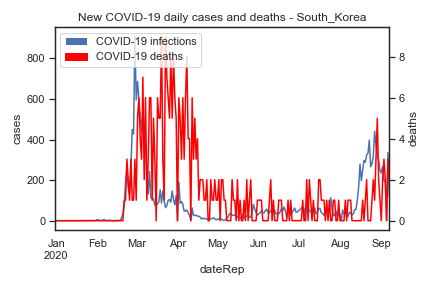 New COVID-19 daily cases and deaths - South_Korea
COVID-19 infections
COVID-19 deaths
800
600
400
200
0
cases
8
6
4
2
0
deaths
Jan Feb Mar Apr May Jun Jul Aug Sep
2020
dateRep